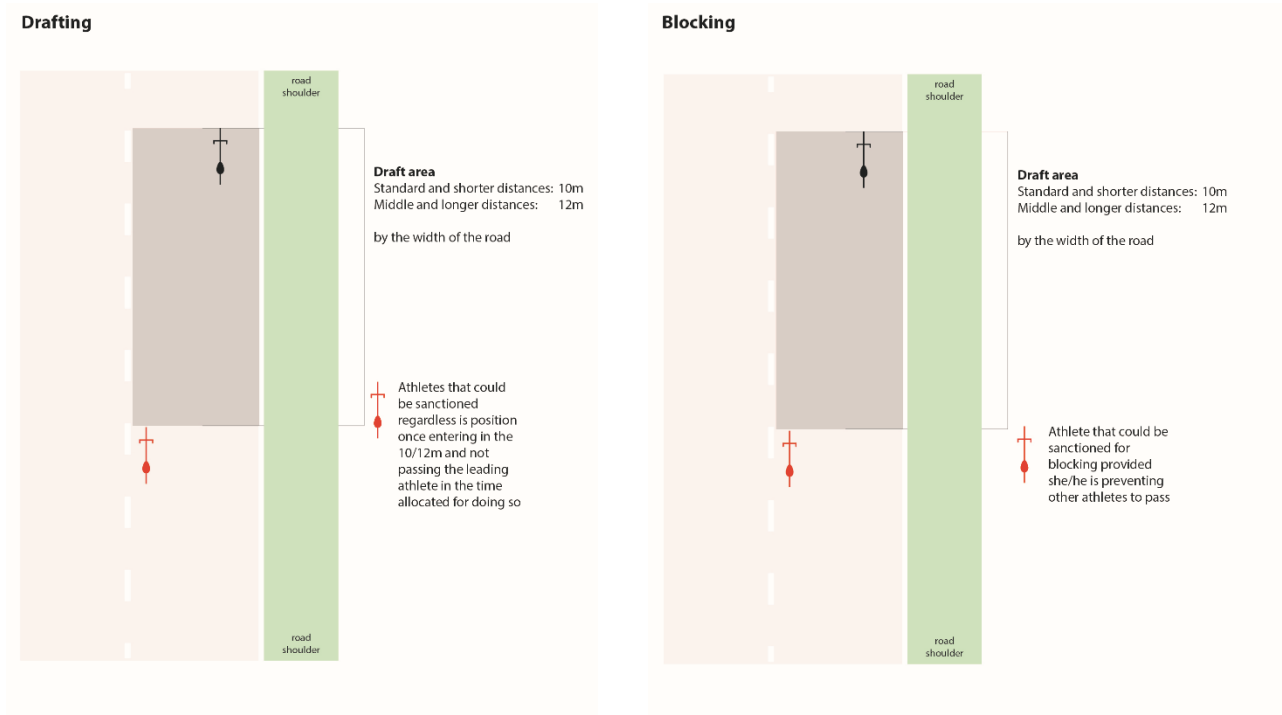 Drafting
road
shoulder
Draft area
Standard and shorter distances: 10m
Middle and longer distances: 12m
by the width of the road
Athletes that could
be sanctioned
regardless is position
once entering in the
10/12m and not
passing the leading
athlete in the time
allocated for doing so
road
shoulder
Blocking
road
shoulder
Draft area
Standard and shorter distances: 10m
Middle and longer distances: 12m
by the width of the road
Athlete that could be
sanctioned for
blocking provided
she/he is preventing
other athletes to pass
road
shoulder